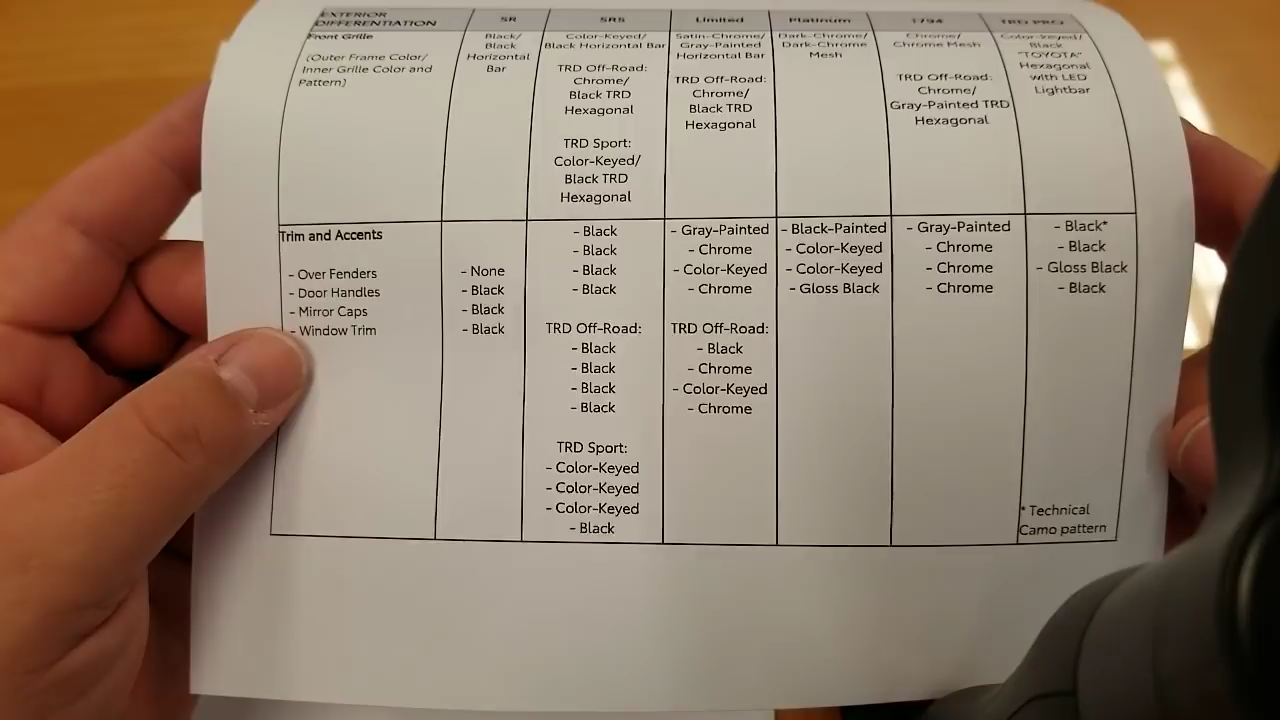 EXTERIOR
DIFFERENTIATION
SR
SR5
Limited
Platinum
1794
TRD PRO
Front Grille
(Outer Frame Color/
Inner Grille Color and
Pattern)
Black/
Black
Horizontal
Bar
Color-Keyed/
Black Horizontal Bar
TRD Off-Road:
Chrome/
Black TRD
Hexagonal
TRD Sport:
Color-Keyed/
Black TRD
Hexagonal
Satin-Chrome/
Gray-Painted
Horizontal Bar
TRD Off-Road:
Chrome/
Black TRD
Hexagonal
Dark-Chrome/
Dark-Chrome
Mesh
Chrome/
Chrome Mesh
TRD Off-Road:
Chrome/
Gray-Painted TRD
Hexagonal
Color-keyed/
Black
"TOYOTA"
Hexagonal
with LED
Lightbar
Trim and Accents
- Over Fenders
- Door Handles
- Mirror Caps
- Window Trim
- None
- Black
- Black
- Black
- Black
- Black
- Black
- Black
TRD Off-Road:
- Black
- Black
- Black
- Black
TRD Sport:
- Color-Keyed
- Color-Keyed
- Color-Keyed
- Black
- Gray-Painted
- Chrome
- Color-Keyed
- Chrome
TRD Off-Road:
- Black
- Chrome
- Color-Keyed
- Chrome
- Black-Painted
- Color-Keyed
- Color-Keyed
- Gloss Black
- Gray-Painted
- Chrome
- Chrome
- Chrome
- Black*
- Black
- Gloss Black
- Black
* Technical
Camo pattern